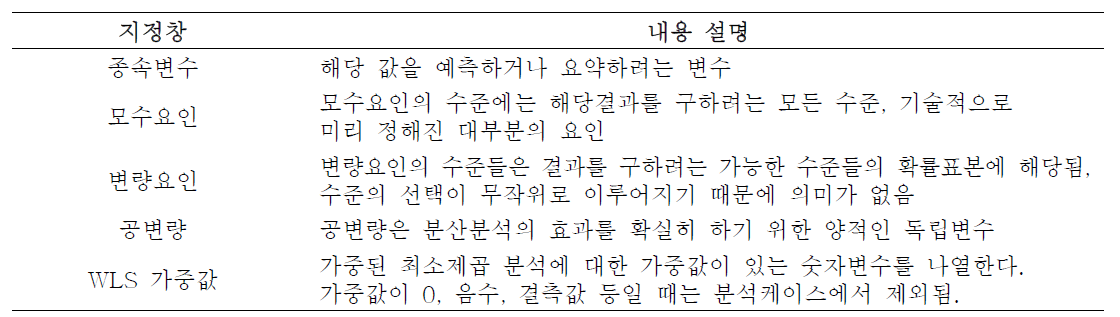 지정창 내용 설명
종속변수 해당 값을 예측하거나 요약하려는 변수
모수요인 모수요인의 수준에는 해당결과를 구하려는 모든 수준, 기술적으로
미리 정해진 대부분의 요인
변량요인 변량요인의 수준들은 결과를 구하려는 가능한 수준들의 확률표본에 해당됨,
수준의 선택이 무작위로 이루어지기 때문에 의미가 없음
공변량 공변량은 분산분석의 효과를 확실히 하기 위한 양적인 독립변수
WLS 가중값 가중된 최소제곱 분석에 대한 가중값이 있는 숫자변수를 나열한다.
가중값이 0, 음수, 결측값 등일 때는 분석케이스에서 제외됨.